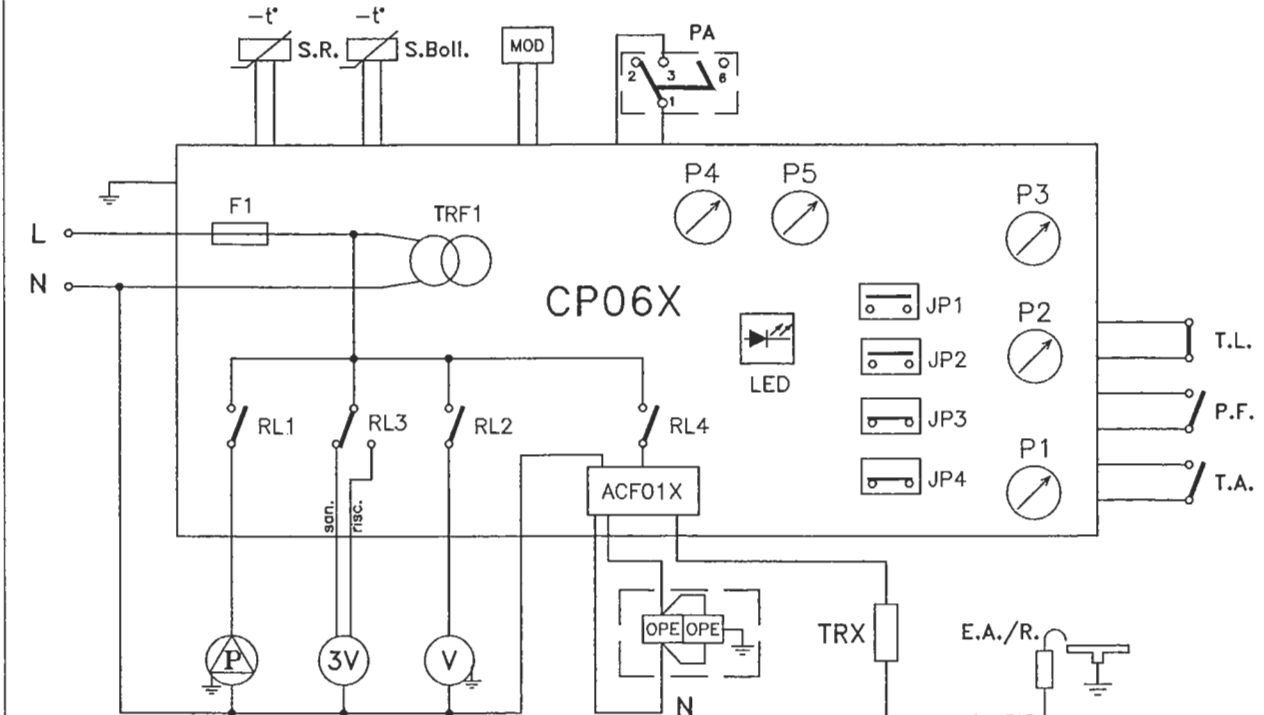 -t° -t°
S.R. S.Boll. MOD PA
2 3 6
1
P4 P5
P3
F1 TRF1
L
N
CP06X
JP1
P2
T.L.
JP2
LED
RL1 RL3 RL2 RL4
JP3
P.F.
P1
JP4
T.A.
ACF01X
san. risc.
OPE OPE
TRX
E.A./R.
P 3V V
N